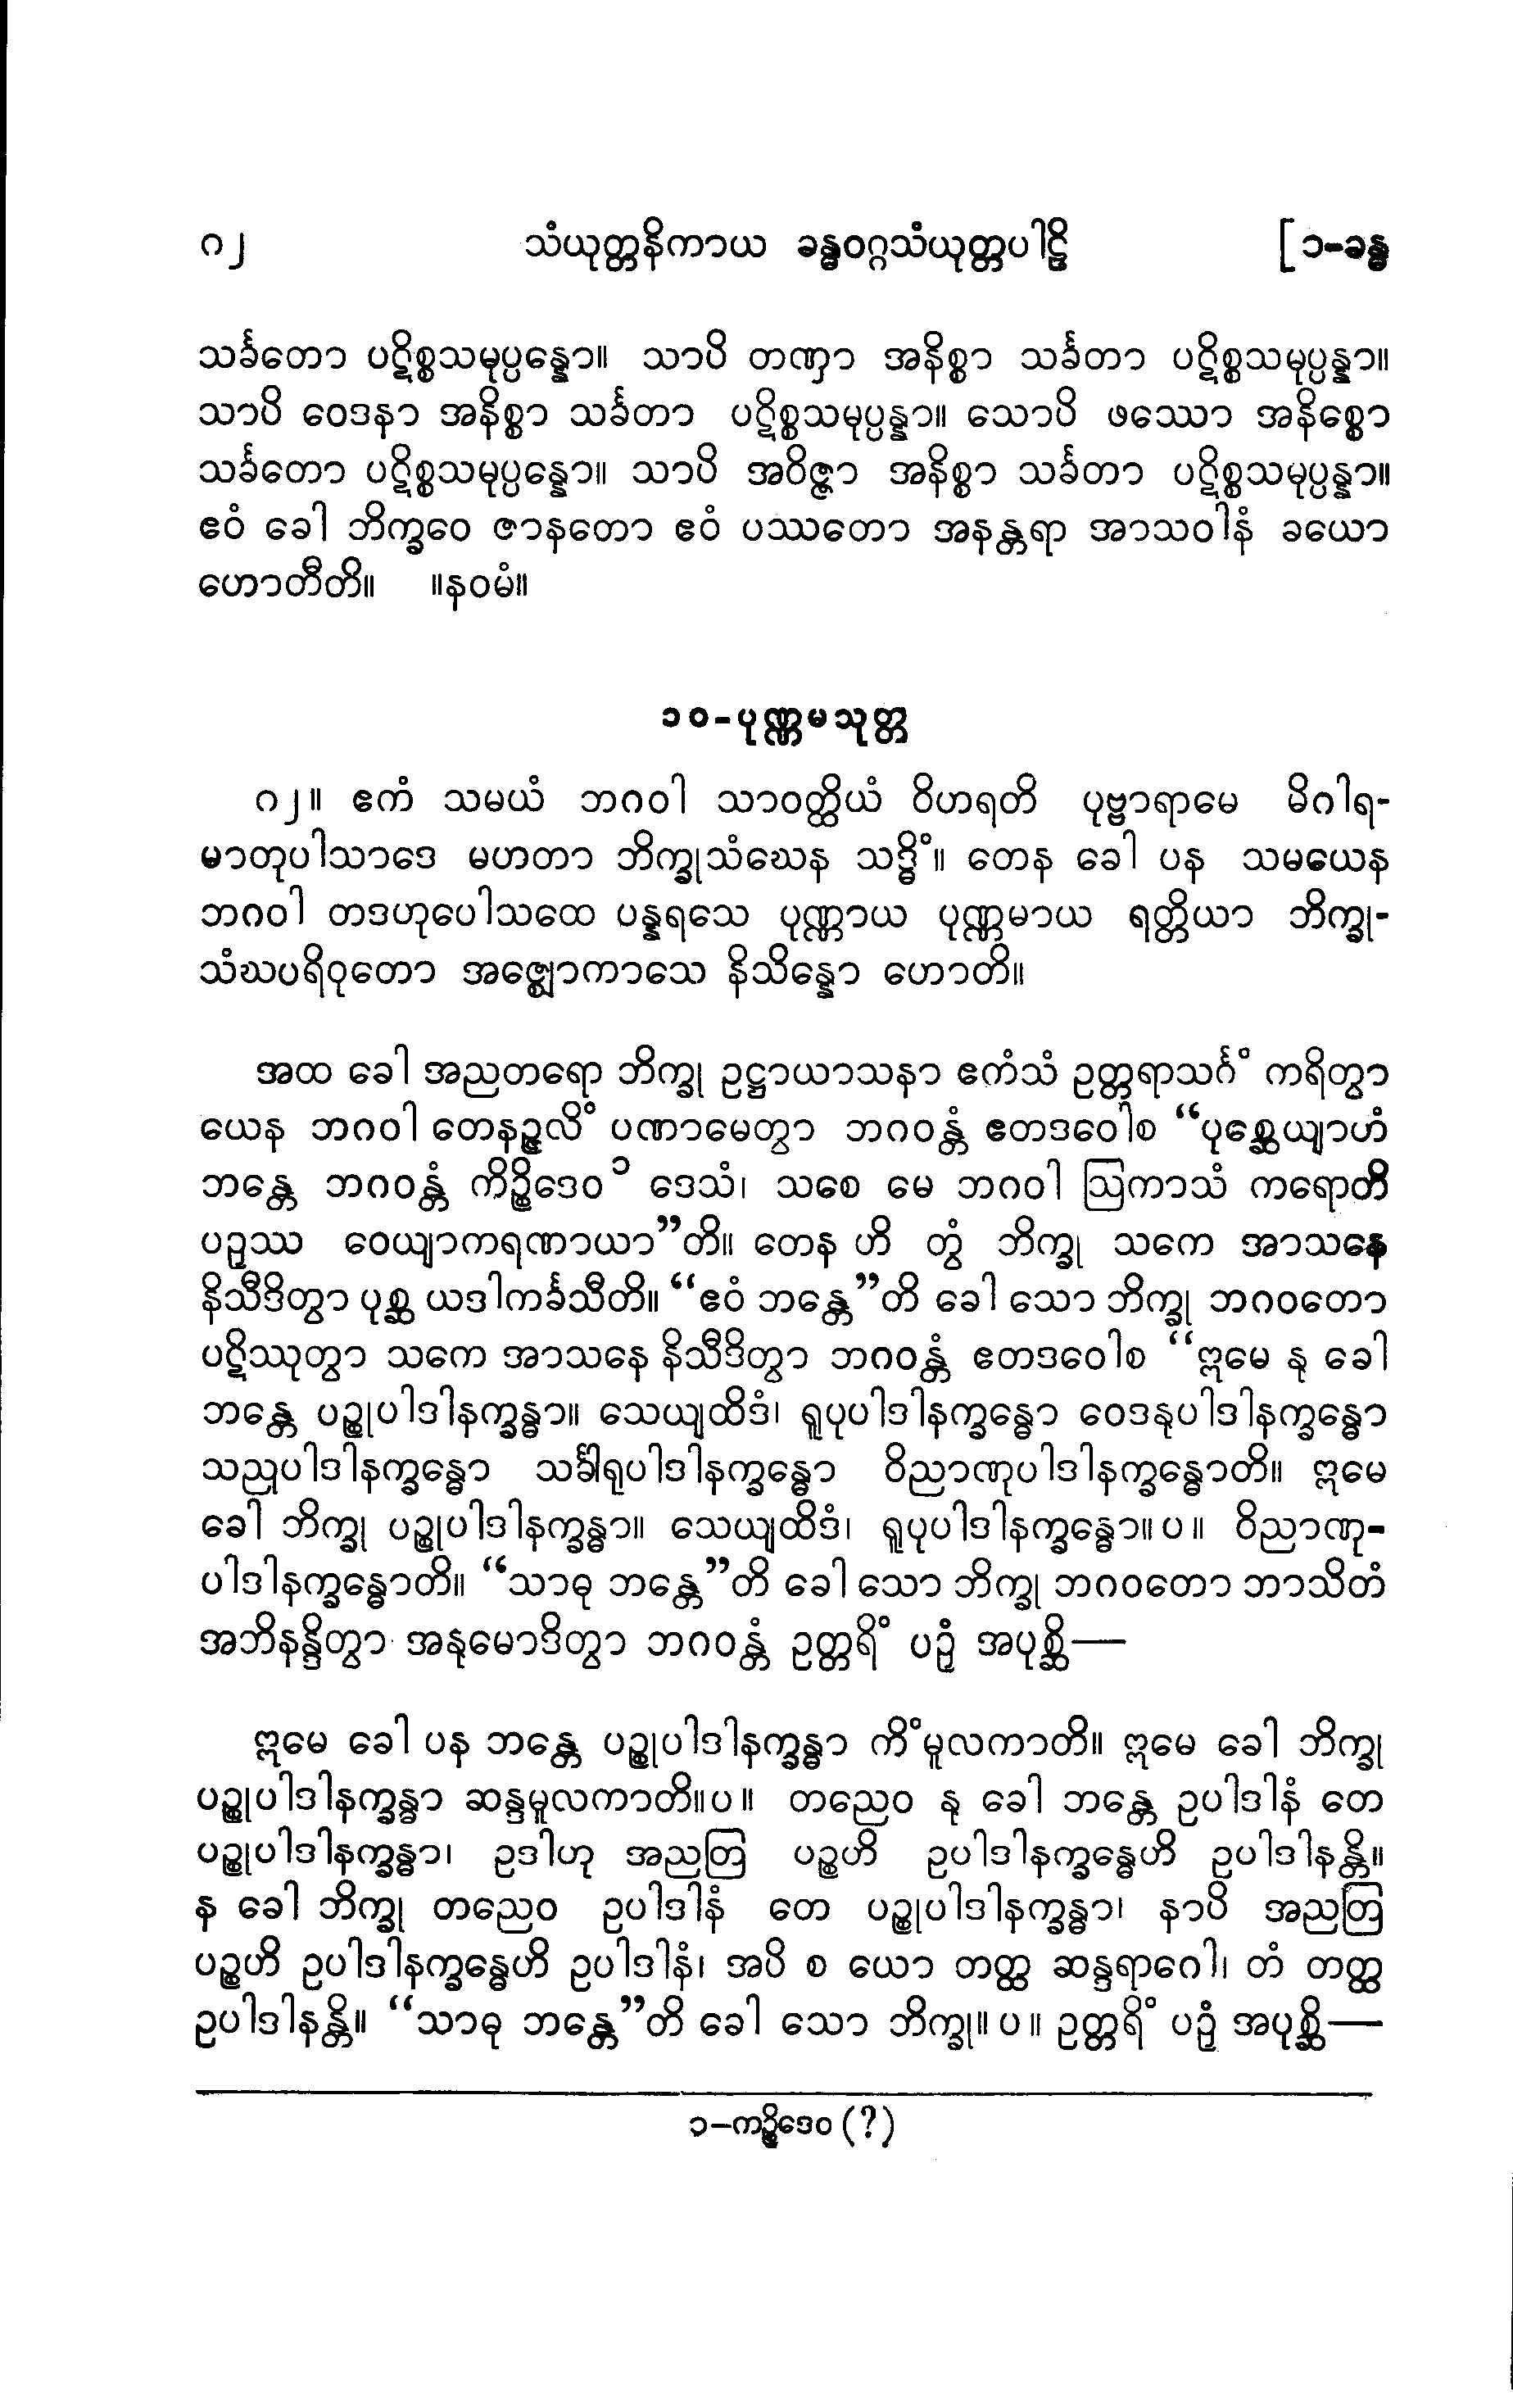 ၈၂ သံယုတ္တနိကာယ ခန္ဓဝဂ္ဂသံယုတ္တပါဠိ [ ၁-ခန္ဓ
သင်္ခတော ပဋိစ္စသမုပ္ပန္နော။ သာပိ တဏှာ အနိစ္စာ သင်္ခတာ ပဋိစ္စသမုပ္ပန္နာ။
သာပိ ဝေဒနာ အနိစ္စာ သင်္ခတာ ပဋိစ္စသမုပ္ပန္နာ။ သောပိ ဖဿော အနိစ္စော
သင်္ခတော ပဋိစ္စသမုပ္ပန္နော။ သာပိ အဝိဇ္ဇာ အနိစ္စာ သင်္ခတာ ပဋိစ္စသမုပ္ပန္နာ။
ဧဝံ ခေါ ဘိက္ခဝေ ဇာနတော ဧဝံ ပဿတော အနန္တရာ အာသဝါနံ ခယော
ဟောတီတိ။ ။နဝမံ။
၁၀-ပုဏ္ဏမသုတ္တ
၈၂။ ဧကံ သမယံ ဘဂဝါ သာဝတ္ထိယံ ဝိဟရတိ ပုဗ္ဗာရာမေ မိဂါရ-
မာတုပါသာဒေ မဟတာ ဘိက္ခုသံဃေန သဒ္ဓိံ။ တေန ခေါ ပန သမယေန
ဘဂဝါ တဒဟုပေါသထေ ပန္နရသေ ပုဏ္ဏာယ ပုဏ္ဏမာယ ရတ္တိယာ ဘိက္ခု-
သံဃပရိဝုတော အဇ္ဈောကာသေ နိသိန္နော ဟောတိ။
အထ ခေါ အညတရော ဘိက္ခု ဥဋ္ဌာယာသနာ ဧကံသံ ဥတ္တရာသင်္ဂံ ကရိတွာ
ယေန ဘဂဝါ တေနဉ္ဇလိံ ပဏာမေတွာ ဘဂဝန္တံ ဧတဒဝေါစ “ပုစ္ဆေယျာဟံ
ဘန္တေ ဘဂဝန္တံ ကိဉ္စိဒေဝ ၁ ဒေသံ၊ သစေ မေ ဘဂဝါ ဩကာသံ ကရောတိ
ပဉှဿ ဝေယျာကရဏာယာ”တိ။ တေန ဟိ တွံ ဘိက္ခု သကေ အာသနေ
နိသီဒိတွာ ပုစ္ဆ ယဒါကင်္ခသီတိ။ “ဧဝံ ဘန္တေ”တိ ခေါ သော ဘိက္ခု ဘဂဝတော
ပဋိဿုတွာ သကေ အာသနေ နိသီဒိတွာ ဘဂဝန္တံ ဧတဒဝေါစ “ဣမေ နု ခေါ
ဘန္တေ ပဉ္စုပါဒါနက္ခန္ဓာ။ သေယျထိဒံ၊ ရူပုပါဒါနက္ခန္ဓော ဝေဒနုပါဒါနက္ခန္ဓော
သညုပါဒါနက္ခန္ဓော သင်္ခါရုပါဒါနက္ခန္ဓော ဝိညာဏုပါဒါနက္ခန္ဓောတိ။ ဣမေ
ခေါ ဘိက္ခု ပဉ္စုပါဒါနက္ခန္ဓာ။ သေယျထိဒံ၊ ရူပုပါဒါနက္ခန္ဓော။ပ။ ဝိညာဏု-
ပါဒါနက္ခန္ဓောတိ။ “သာဓု ဘန္တေ”တိ ခေါ သော ဘိက္ခု ဘဂဝတော ဘာသိတံ
အဘိနန္ဒိတွာ အနုမောဒိတွာ ဘဂဝန္တံ ဥတ္တရိံ ပဉှံ အပုစ္ဆိ—
ဣမေ ခေါ ပန ဘန္တေ ပဉ္စုပါဒါနက္ခန္ဓာ ကိံမူလကာတိ။ ဣမေ ခေါ ဘိက္ခု
ပဉ္စုပါဒါနက္ခန္ဓာ ဆန္ဒမူလကာတိ။ပ။ တညေဝ နု ခေါ ဘန္တေ ဥပါဒါနံ တေ
ပဉ္စုပါဒါနက္ခန္ဓာ၊ ဥဒါဟု အညတြ ပဉ္စဟိ ဥပါဒါနက္ခန္ဓေဟိ ဥပါဒါနန္တိ။
န ခေါ ဘိက္ခု တညေဝ ဥပါဒါနံ တေ ပဉ္စုပါဒါနက္ခန္ဓာ၊ နာပိ အညတြ
ပဉ္စဟိ ဥပါဒါနက္ခန္ဓေဟိ ဥပါဒါနံ၊ အပိ စ ယော တတ္ထ ဆန္ဒရာဂေါ၊ တံ တတ္ထ
ဥပါဒါနန္တိ။ “သာဓု ဘန္တေ”တိ ခေါ သော ဘိက္ခု။ပ။ ဥတ္တရိံ ပဉှံ အပုစ္ဆိ—
၁-ကဉ္စိဒေဝ (?)